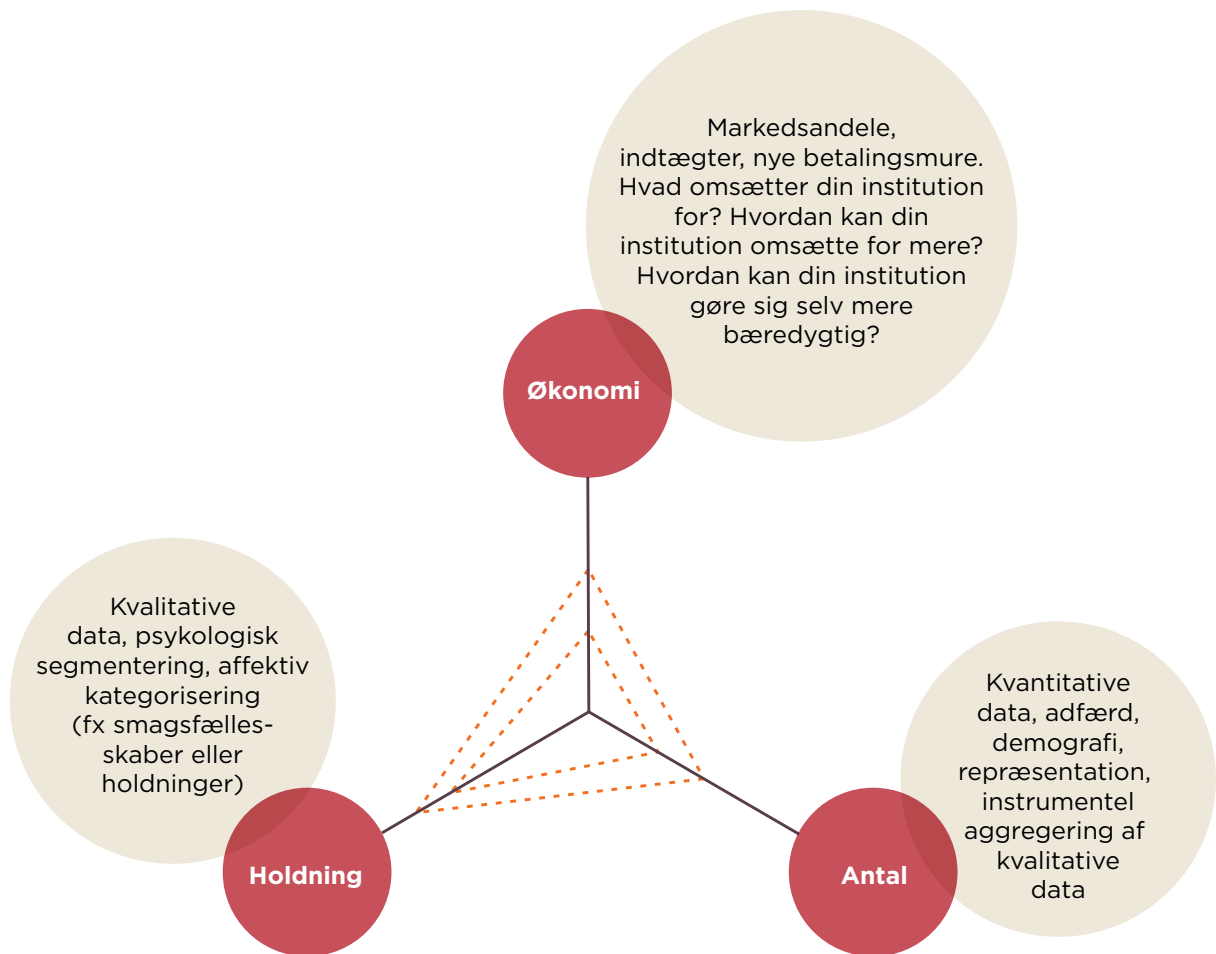 Markedsandele,
indtægter, nye betalingsmure.
Hvad omsætter din institution
for? Hvordan kan din
institution omsætte for mere?
Hvordan kan din institution
gøre sig selv mere
bæredygtig?
Økonomi
Kvalitative
data, psykologisk
segmentering, affektiv
kategorisering
(fx smagsfælles-
skaber eller
holdninger)
Holdning
Kvantitative
data, adfærd,
demografi,
repræsentation,
instrumentel
aggregering af
kvalitative
data
Antal